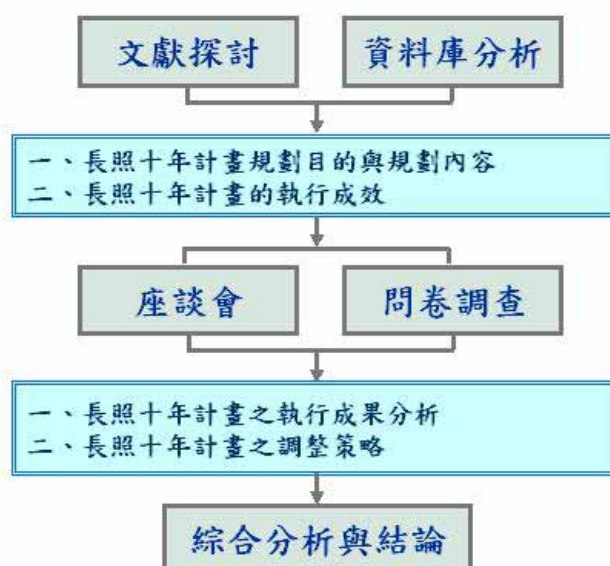 文獻探討
資料庫分析
一、長照十年計畫規劃目的與規劃內容
二、長照十年計畫的執行成效
座談會
問卷調查
一、長照十年計畫之執行成果分析
二、長照十年計畫之調整策略
綜合分析與結論